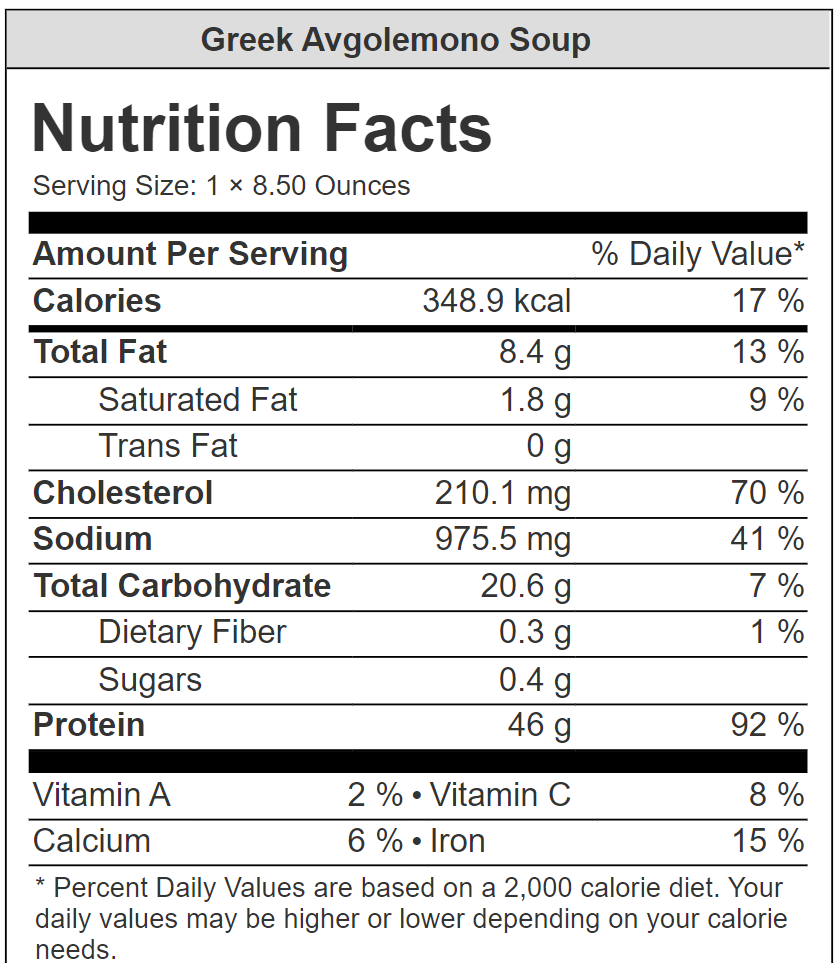 Greek Avgolemono Soup
Nutrition Facts
Serving Size: 1 × 8.50 Ounces
Amount Per Serving % Daily Value*
Calories 348.9 kcal 17 %
Total Fat 8.4 g 13 %
Saturated Fat 1.8 g 9 %
Trans Fat 0 g
Cholesterol 210.1 mg 70 %
Sodium 975.5 mg 41 %
Total Carbohydrate 20.6 g 7 %
Dietary Fiber 0.3 g 1 %
Sugars 0.4 g
Protein 46 g 92 %
Vitamin A 2 % • Vitamin C 8 %
Calcium 6 % • Iron 15 %
* Percent Daily Values are based on a 2,000 calorie diet. Your
daily values may be higher or lower depending on your calorie
needs.